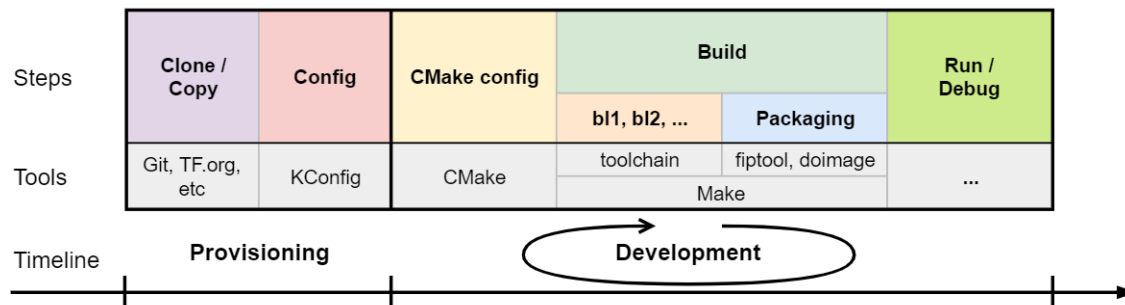 Steps
Clone /
Copy
Config
CMake config
Build
bl1, bl2, ...
Packaging
Run /
Debug
Tools
Git, TF.org,
etc
KConfig
CMake
toolchain
fiptool, doimage
Make
...
Timeline
Provisioning
Development